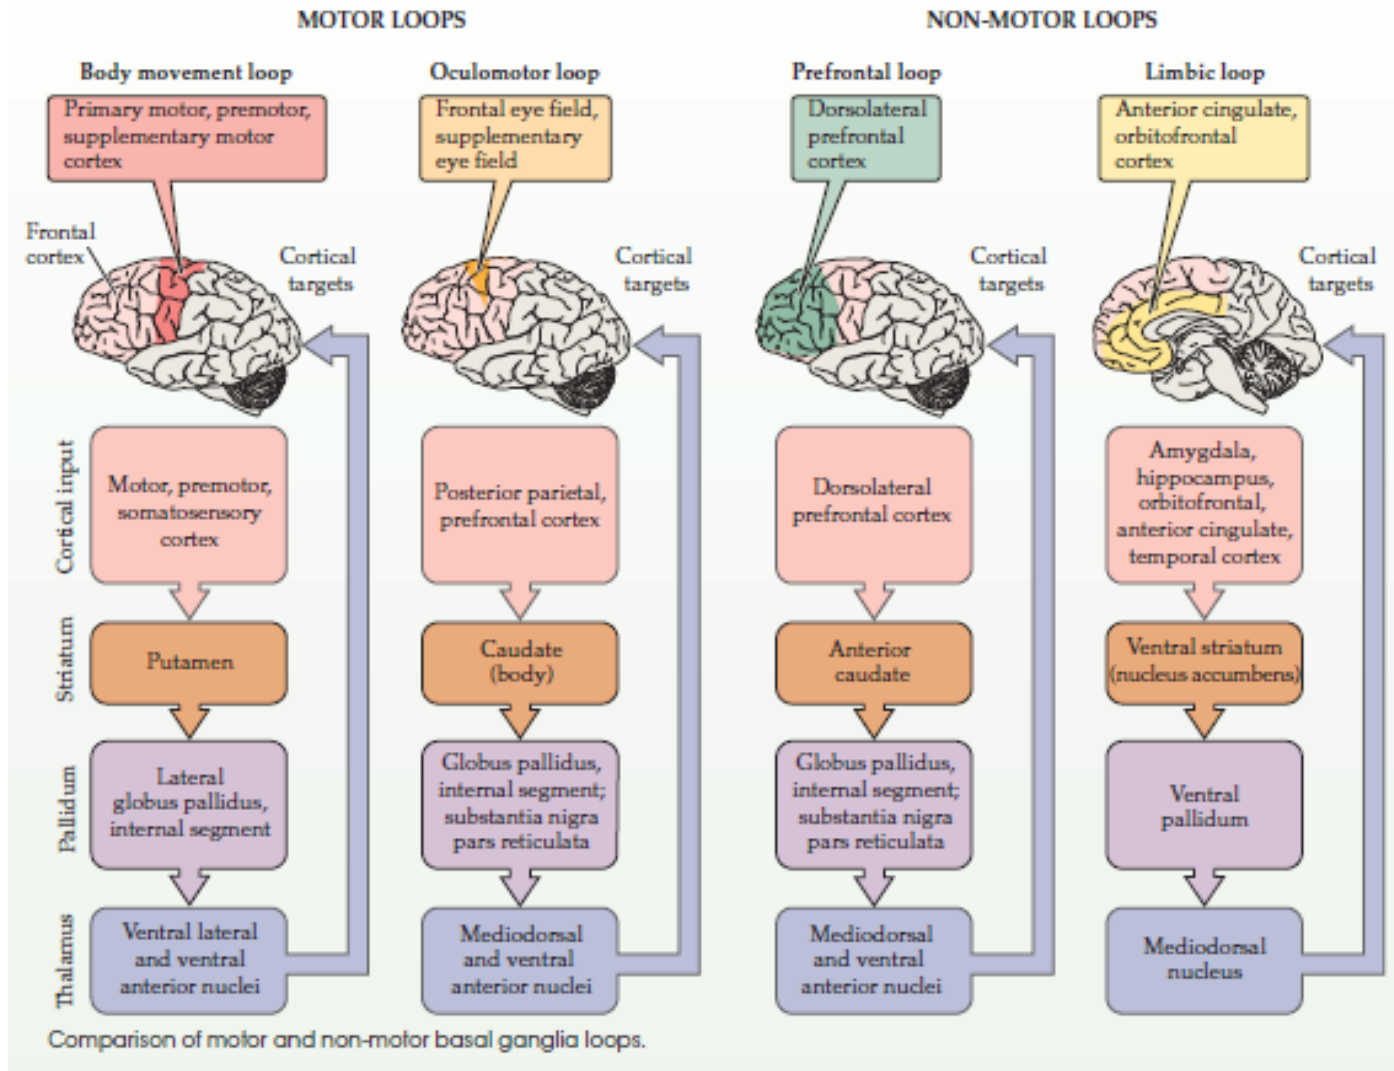 MOTOR LOOPS
NON-MOTOR LOOPS
Body movement loop
Oculomotor loop
Prefrontal loop
Limbic loop
Primary motor, premotor,
supplementary motor
cortex
Frontal eye field,
supplementary
eye field
Dorsolateral
prefrontal
cortex
Anterior cingulate,
orbitofrontal
cortex
Frontal
cortex
Cortical
targets
Cortical
targets
Cortical
targets
Cortical
targets
Cortical input
Motor, premotor,
somatosensory
cortex
Posterior parietal,
prefrontal cortex
Dorsolateral
prefrontal cortex
Amygdala,
hippocampus,
orbitofrontal,
anterior cingulate,
temporal cortex
Striatum
Putamen
Caudate
(body)
Anterior
caudate
Ventral striatum
(nucleus accumbens)
Pallidum
Lateral
globus pallidus,
internal segment
Globus pallidus,
internal segment;
substantia nigra
pars reticulata
Globus pallidus,
internal segment;
substantia nigra
pars reticulata
Ventral
pallidum
Thalamus
Ventral lateral
and ventral
anterior nuclei
Mediodorsal
and ventral
anterior nuclei
Mediodorsal
and ventral
anterior nuclei
Mediodorsal
nucleus
Comparison of motor and non-motor basal ganglia loops.